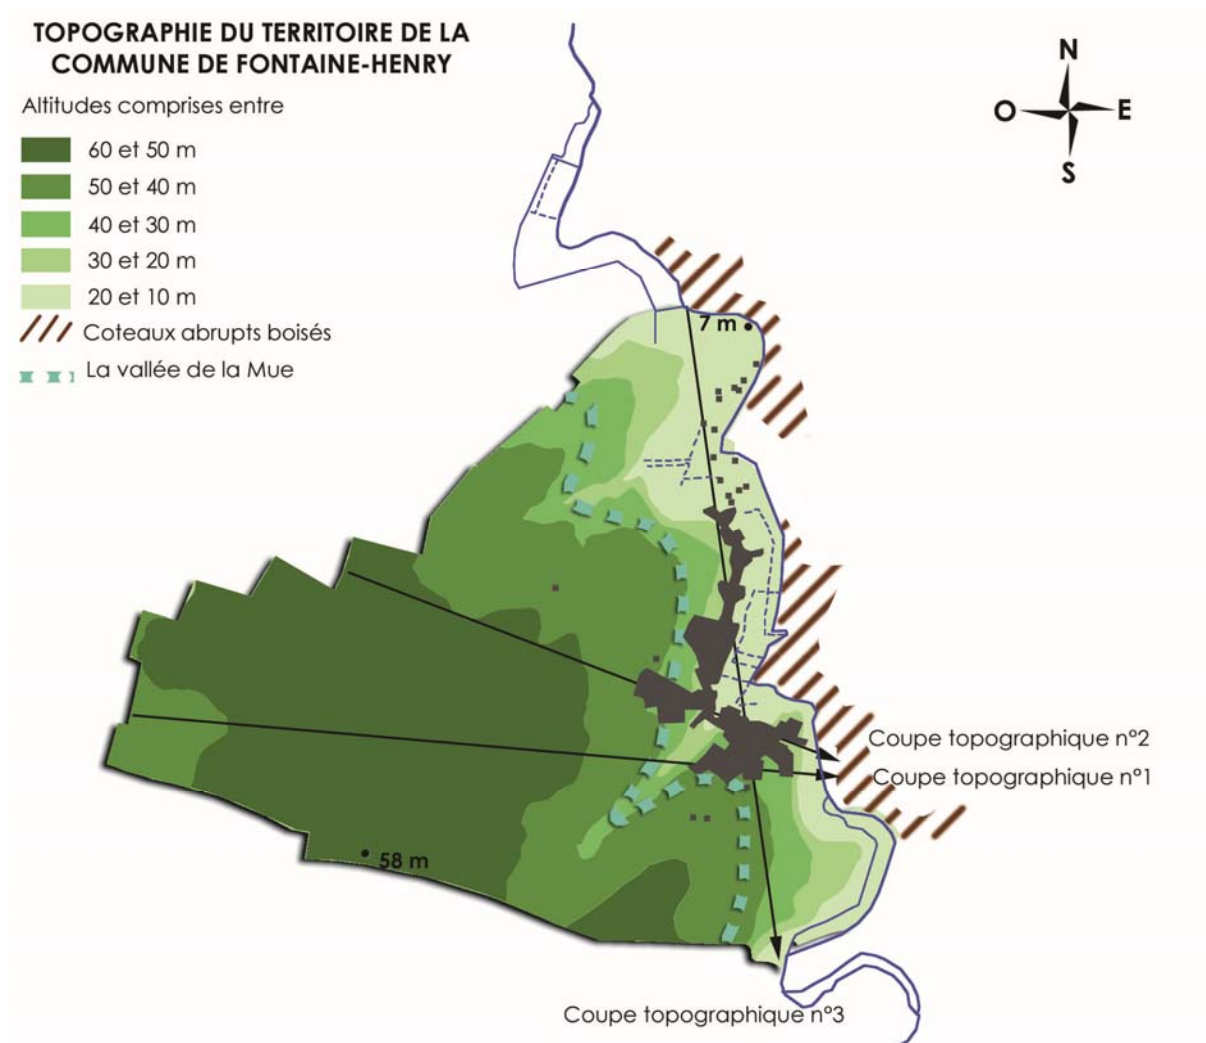 TOPOGRAPHIE DU TERRITOIRE DE LA
COMMUNE DE FONTAINE-HENRY
Altitudes comprises entre
60 et 50 m
50 et 40 m
40 et 30 m
30 et 20 m
20 et 10 m
Coteaux abrupts boisés
La vallée de la Mue
N
O
E
S
7 m
Coupe topographique n°2
Coupe topographique n°1
58 m
Coupe topographique n°3